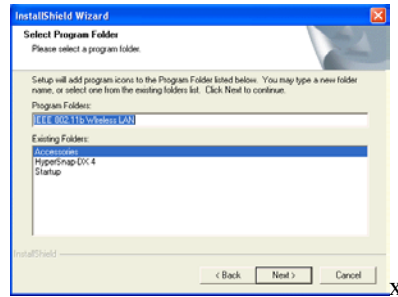 InstallShield Wizard
Select Program Folder
Please select a program folder.
Setup will add program icons to the Program Folder listed below. You may type a new folder
name, or select one from the existing folders list. Click Next to continue.
Program Folders:
IEEE 802.11b Wireless LAN
Existing Folders:
Accessories
HyperSnap-DX 4
Startup
InstallShield
< Back
Next >
Cancel
x